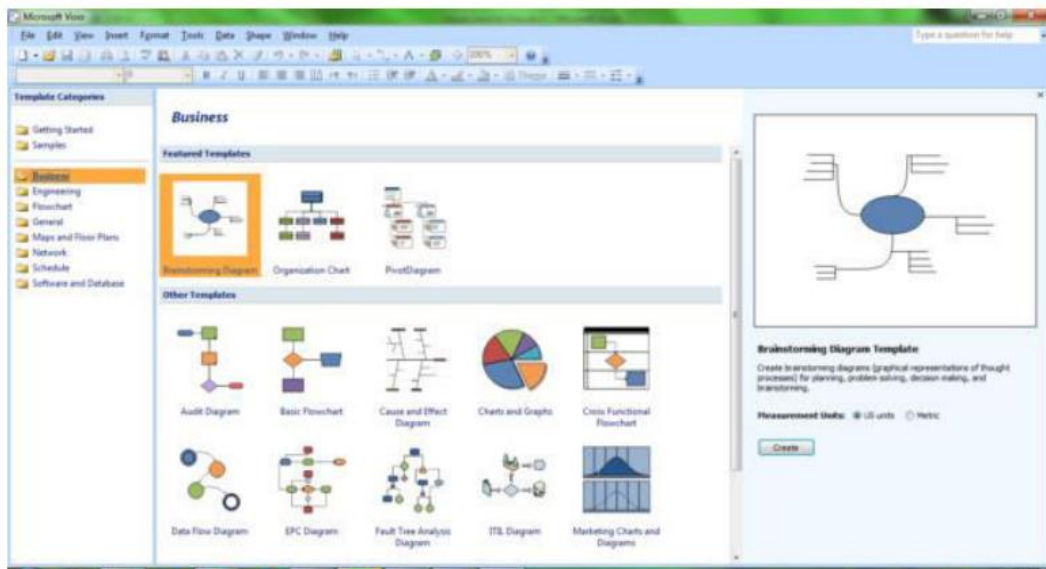 Microsoft Visio
File Edit View Insert Format Tools Data Shape Window Help
Type a question for help
100%
Theme
Template Categories
Getting Started
Samples
Business
Engineering
Flowchart
General
Maps and Floor Plans
Network
Schedule
Software and Database
Business
Featured Templates
Brainstorming Diagram
Organization Chart
PivotDiagram
Other Templates
Audit Diagram
Basic Flowchart
Cause and Effect
Diagram
Charts and Graphs
Cross Functional
Flowchart
Data Flow Diagram
EPC Diagram
Fault Tree Analysis
Diagram
ITIL Diagram
Marketing Charts and
Diagrams
Brainstorming Diagram Template
Create brainstorming diagrams (graphical representations of thought
processes) for planning, problem solving, decision making, and
brainstorming.
Measurement Units: US units Metric
Create